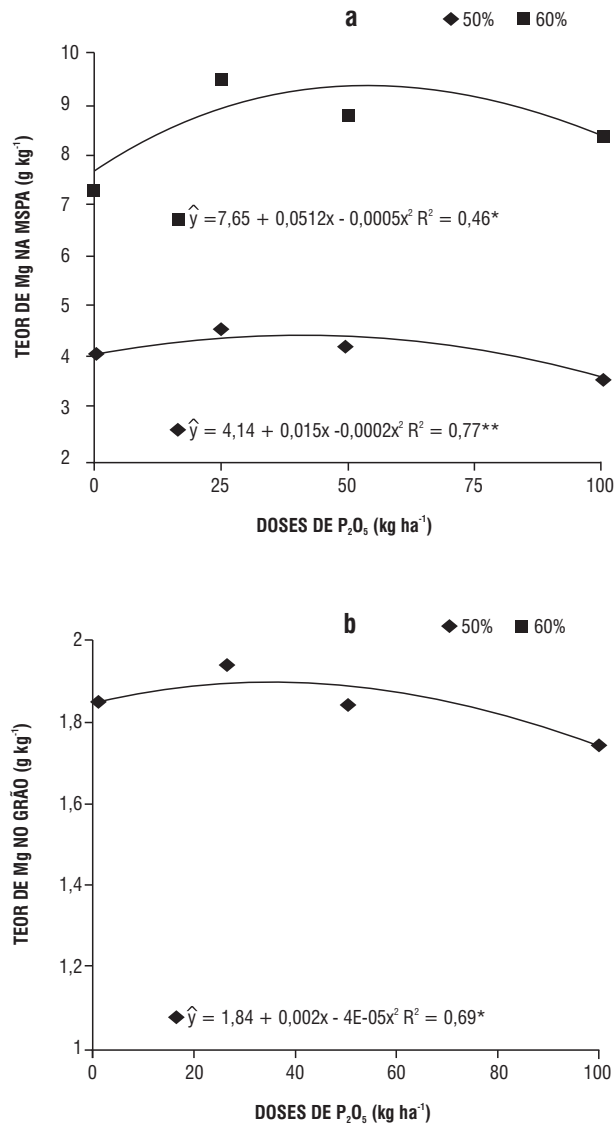 a
◆ 50% ■ 60%
TEOR DE Mg NA MSPA (g kg⁻¹)
10
9
8
7
6
5
4
3
2
■ ŷ =7,65 + 0,0512x - 0,0005x² R² = 0,46*
◆ ŷ = 4,14 + 0,015x -0,0002x² R² = 0,77**
0 25 50 75 100
DOSES DE P₂O₅ (kg ha⁻¹)
b
◆ 50% ■ 60%
TEOR DE Mg NO GRÃO (g kg⁻¹)
2
1,8
1,6
1,4
1,2
1
◆ ŷ = 1,84 + 0,002x - 4E-05x² R² = 0,69*
0 20 40 60 80 100
DOSES DE P₂O₅ (kg ha⁻¹)